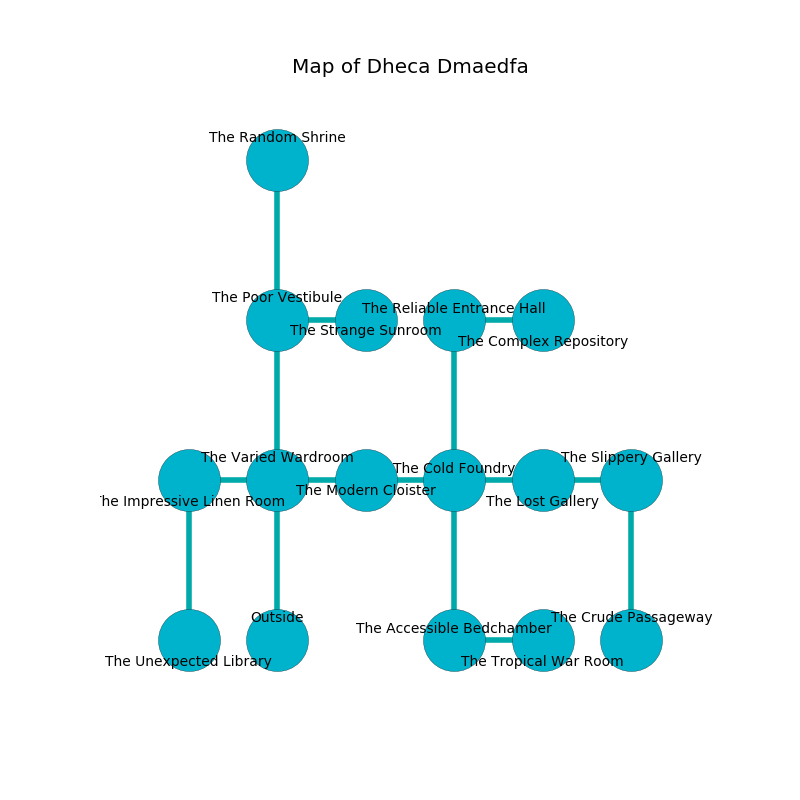 Map of Dheca Dmaedfa
The Random Shrine
The Poor Vestibule
The Reliable Entrance Hall
The Strange Sunroom
The Complex Repository
The Varied Wardroom
The Slippery Gallery
The Cold Foundry
The Modern Cloister
he Impressive Linen Room
The Lost Gallery
Outside
The Crude Passageway
The Accessible Bedchamber
The Unexpected Library
The Tropical War Room